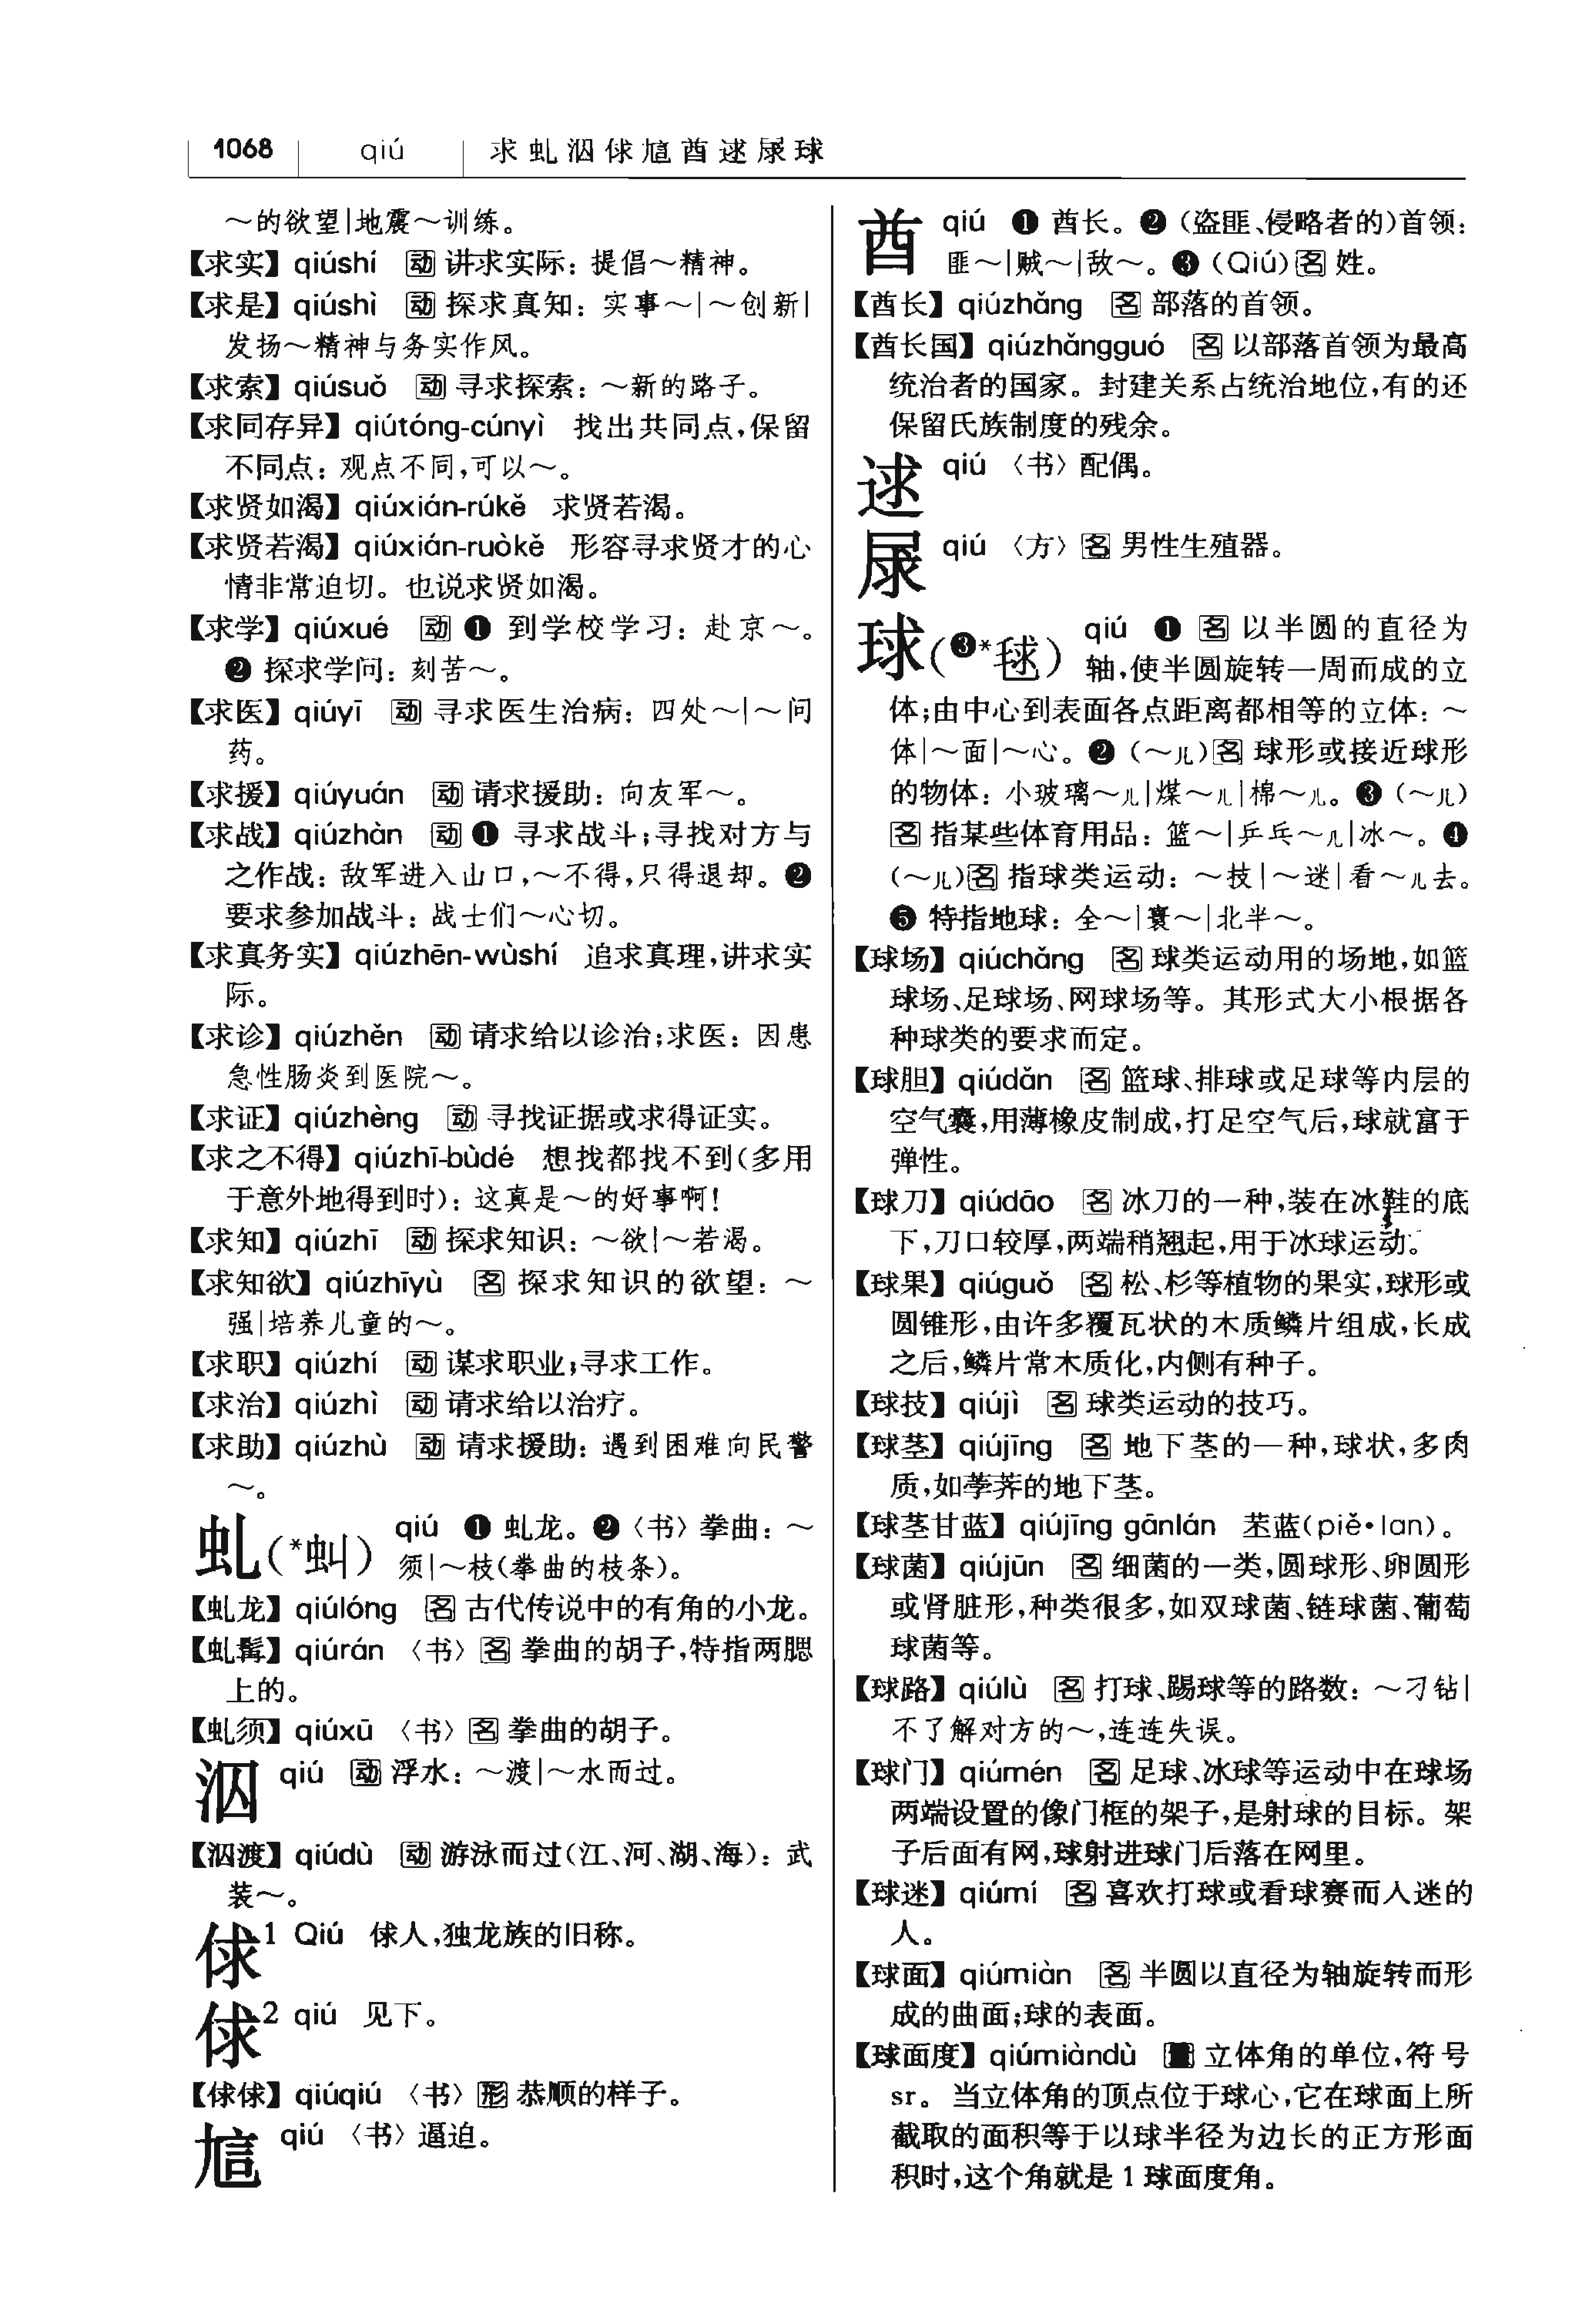 1068 qiú 求虬泅俅訄酋逑屌球
～的欲望|地震～训练。
【求实】qiúshí 动 讲求实际：提倡～精神。
【求是】qiúshì 动 探求真知：实事～|～创新|
发扬～精神与务实作风。
【求索】qiúsuǒ 动 寻求探索：～新的路子。
【求同存异】qiútóng-cúnyì 找出共同点，保留
不同点：观点不同，可以～。
【求贤如渴】qiúxián-rúkě 求贤若渴。
【求贤若渴】qiúxián-ruòkě 形容寻求贤才的心
情非常迫切。也说求贤如渴。
【求学】qiúxué 动 ❶ 到学校学习：赴京～。
❷ 探求学问：刻苦～。
【求医】qiúyī 动 寻求医生治病：四处～|～问
药。
【求援】qiúyuán 动 请求援助：向友军～。
【求战】qiúzhàn 动 ❶ 寻求战斗；寻找对方与
之作战：敌军进入山口，～不得，只得退却。❷
要求参加战斗：战士们～心切。
【求真务实】qiúzhēn-wùshí 追求真理，讲求实
际。
【求诊】qiúzhěn 动 请求给以诊治；求医：因患
急性肠炎到医院～。
【求证】qiúzhèng 动 寻找证据或求得证实。
【求之不得】qiúzhī-bùdé 想找都找不到（多用
于意外地得到时）：这真是～的好事啊！
【求知】qiúzhī 动 探求知识：～欲|～若渴。
【求知欲】qiúzhīyù 名 探求知识的欲望：～
强|培养儿童的～。
【求职】qiúzhí 动 谋求职业；寻求工作。
【求治】qiúzhì 动 请求给以治疗。
【求助】qiúzhù 动 请求援助：遇到困难向民警
～。
虬（*虯） qiú ❶ 虬龙。❷〈书〉拳曲：～
须|～枝（拳曲的枝条）。
【虬龙】qiúlóng 名 古代传说中的有角的小龙。
【虬髯】qiúrán 〈书〉名 拳曲的胡子，特指两腮
上的。
【虬须】qiúxū 〈书〉名 拳曲的胡子。
泅 qiú 动 浮水：～渡|～水而过。
【泅渡】qiúdù 动 游泳而过（江、河、湖、海）：武
装～。
俅1 Qiú 俅人，独龙族的旧称。
俅2 qiú 见下。
【俅俅】qiúqiú 〈书〉形 恭顺的样子。
訄 qiú 〈书〉逼迫。
酋 qiú ❶ 酋长。❷（盗匪、侵略者的）首领：
匪～|贼～|敌～。❸（Qiú）名 姓。
【酋长】qiúzhǎng 名 部落的首领。
【酋长国】qiúzhǎngguó 名 以部落首领为最高
统治者的国家。封建关系占统治地位，有的还
保留氏族制度的残余。
逑 qiú 〈书〉配偶。
㞗 qiú 〈方〉名 男性生殖器。
球（❸*毬） qiú ❶ 名 以半圆的直径为
轴，使半圆旋转一周而成的立
体；由中心到表面各点距离都相等的立体：～
体|～面|～心。❷（～儿）名 球形或接近球形
的物体：小玻璃～儿|煤～儿|棉～儿。❸（～儿）
名 指某些体育用品：篮～|乒乓～儿|冰～。❹
（～儿）名 指球类运动：～技|～迷|看～儿去。
❺ 特指地球：全～|寰～|北半～。
【球场】qiúchǎng 名 球类运动用的场地，如篮
球场、足球场、网球场等。其形式大小根据各
种球类的要求而定。
【球胆】qiúdǎn 名 篮球、排球或足球等内层的
空气囊，用薄橡皮制成，打足空气后，球就富于
弹性。
【球刀】qiúdāo 名 冰刀的一种，装在冰鞋的底
下，刀口较厚，两端稍翘起，用于冰球运动。
【球果】qiúguǒ 名 松、杉等植物的果实，球形或
圆锥形，由许多覆瓦状的木质鳞片组成，长成
之后，鳞片常木质化，内侧有种子。
【球技】qiújì 名 球类运动的技巧。
【球茎】qiújīng 名 地下茎的一种，球状，多肉
质，如荸荠的地下茎。
【球茎甘蓝】qiújīng gānlán 苤蓝（piě•lan）。
【球菌】qiújūn 名 细菌的一类，圆球形、卵圆形
或肾脏形，种类很多，如双球菌、链球菌、葡萄
球菌等。
【球路】qiúlù 名 打球、踢球等的路数：～刁钻|
不了解对方的～，连连失误。
【球门】qiúmén 名 足球、冰球等运动中在球场
两端设置的像门框的架子，是射球的目标。架
子后面有网，球射进球门后落在网里。
【球迷】qiúmí 名 喜欢打球或看球赛而入迷的
人。
【球面】qiúmiàn 名 半圆以直径为轴旋转而形
成的曲面；球的表面。
【球面度】qiúmiàndù 量 立体角的单位，符号
sr。当立体角的顶点位于球心，它在球面上所
截取的面积等于以球半径为边长的正方形面
积时，这个角就是 1 球面度角。